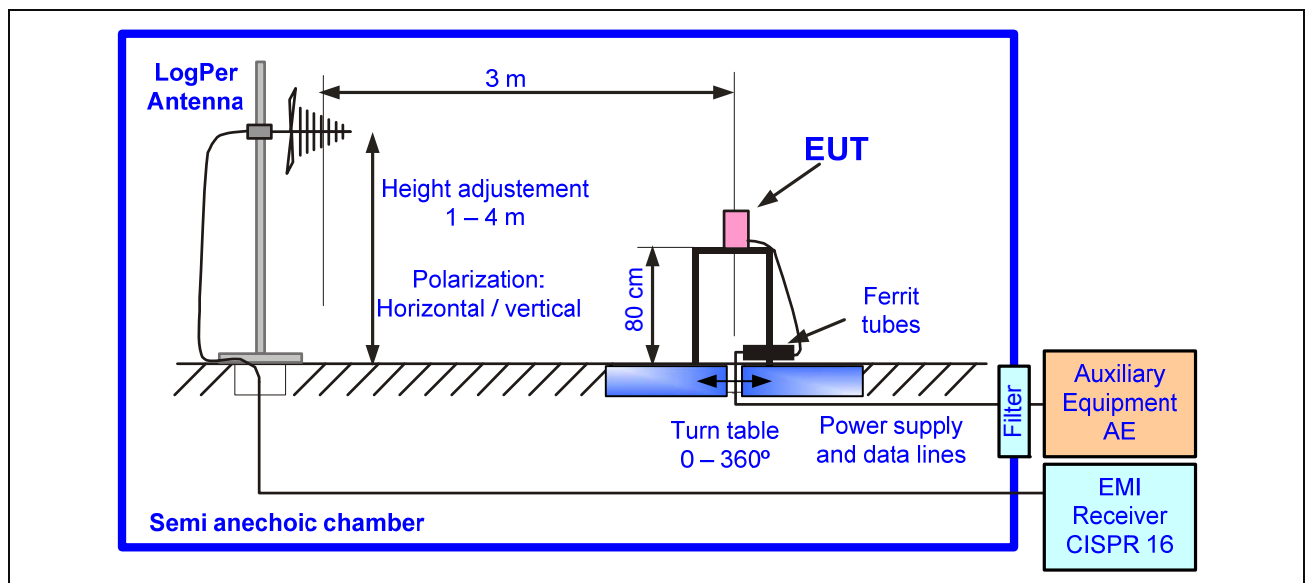 LogPer
Antenna
3 m
EUT
Height adjustement
1 – 4 m
Polarization:
Horizontal / vertical
80 cm
Ferrit
tubes
Turn table
0 – 360º
Power supply
and data lines
Filter
Auxiliary
Equipment
AE
EMI
Receiver
CISPR 16
Semi anechoic chamber